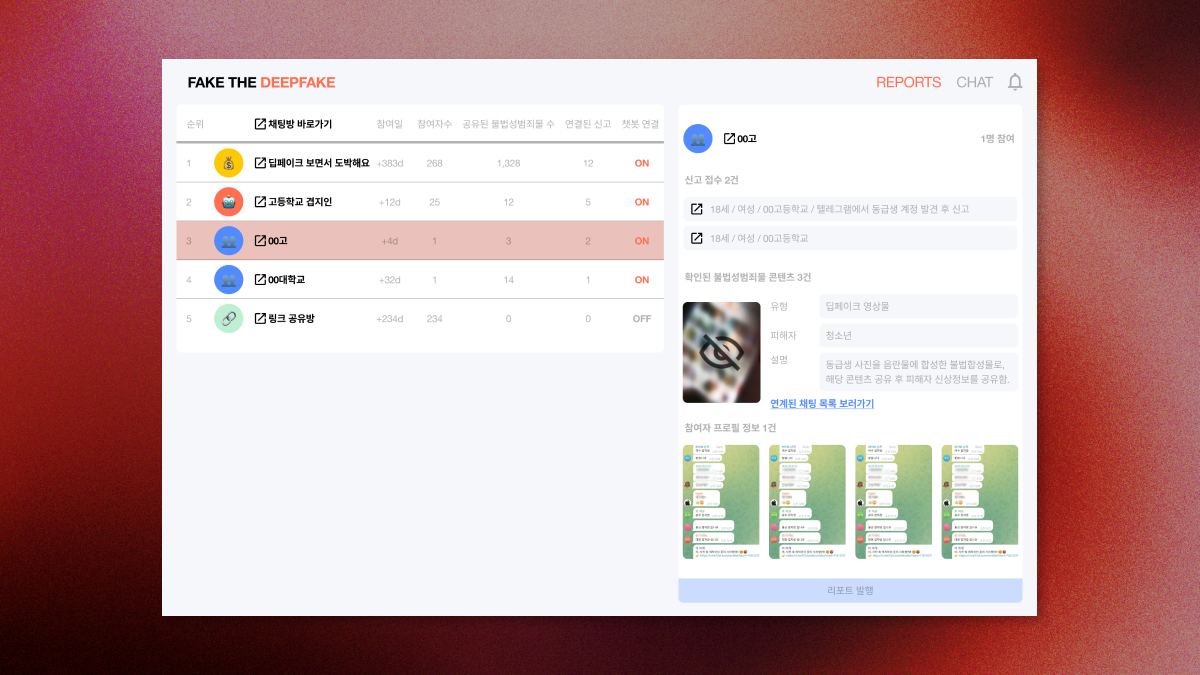 FAKE THE DEEPFAKE
REPORTS CHAT
순위 채팅방 바로가기 참여일 참여자수 공유된 불법성범죄물 수 연결된 신고 챗봇 연결
1 딥페이크 보면서 도박해요 +383d 268 1,328 12 ON
2 고등학교 겹지인 +12d 25 12 5 ON
3 00고 +4d 1 3 2 ON
4 00대학교 +32d 1 14 1 ON
5 링크 공유방 +234d 234 0 0 OFF
00고 1명 참여
신고 접수 2건
18세 / 여성 / 00고등학교 / 텔레그램에서 동급생 계정 발견 후 신고
18세 / 여성 / 00고등학교
확인된 불법성범죄물 콘텐츠 3건
유형 딥페이크 영상물
피해자 청소년
설명 동급생 사진을 음란물에 합성한 불법합성물로,
해당 콘텐츠 공유 후 피해자 신상정보를 공유함.
연계된 채팅 목록 보러가기
참여자 프로필 정보 1건
리포트 발행